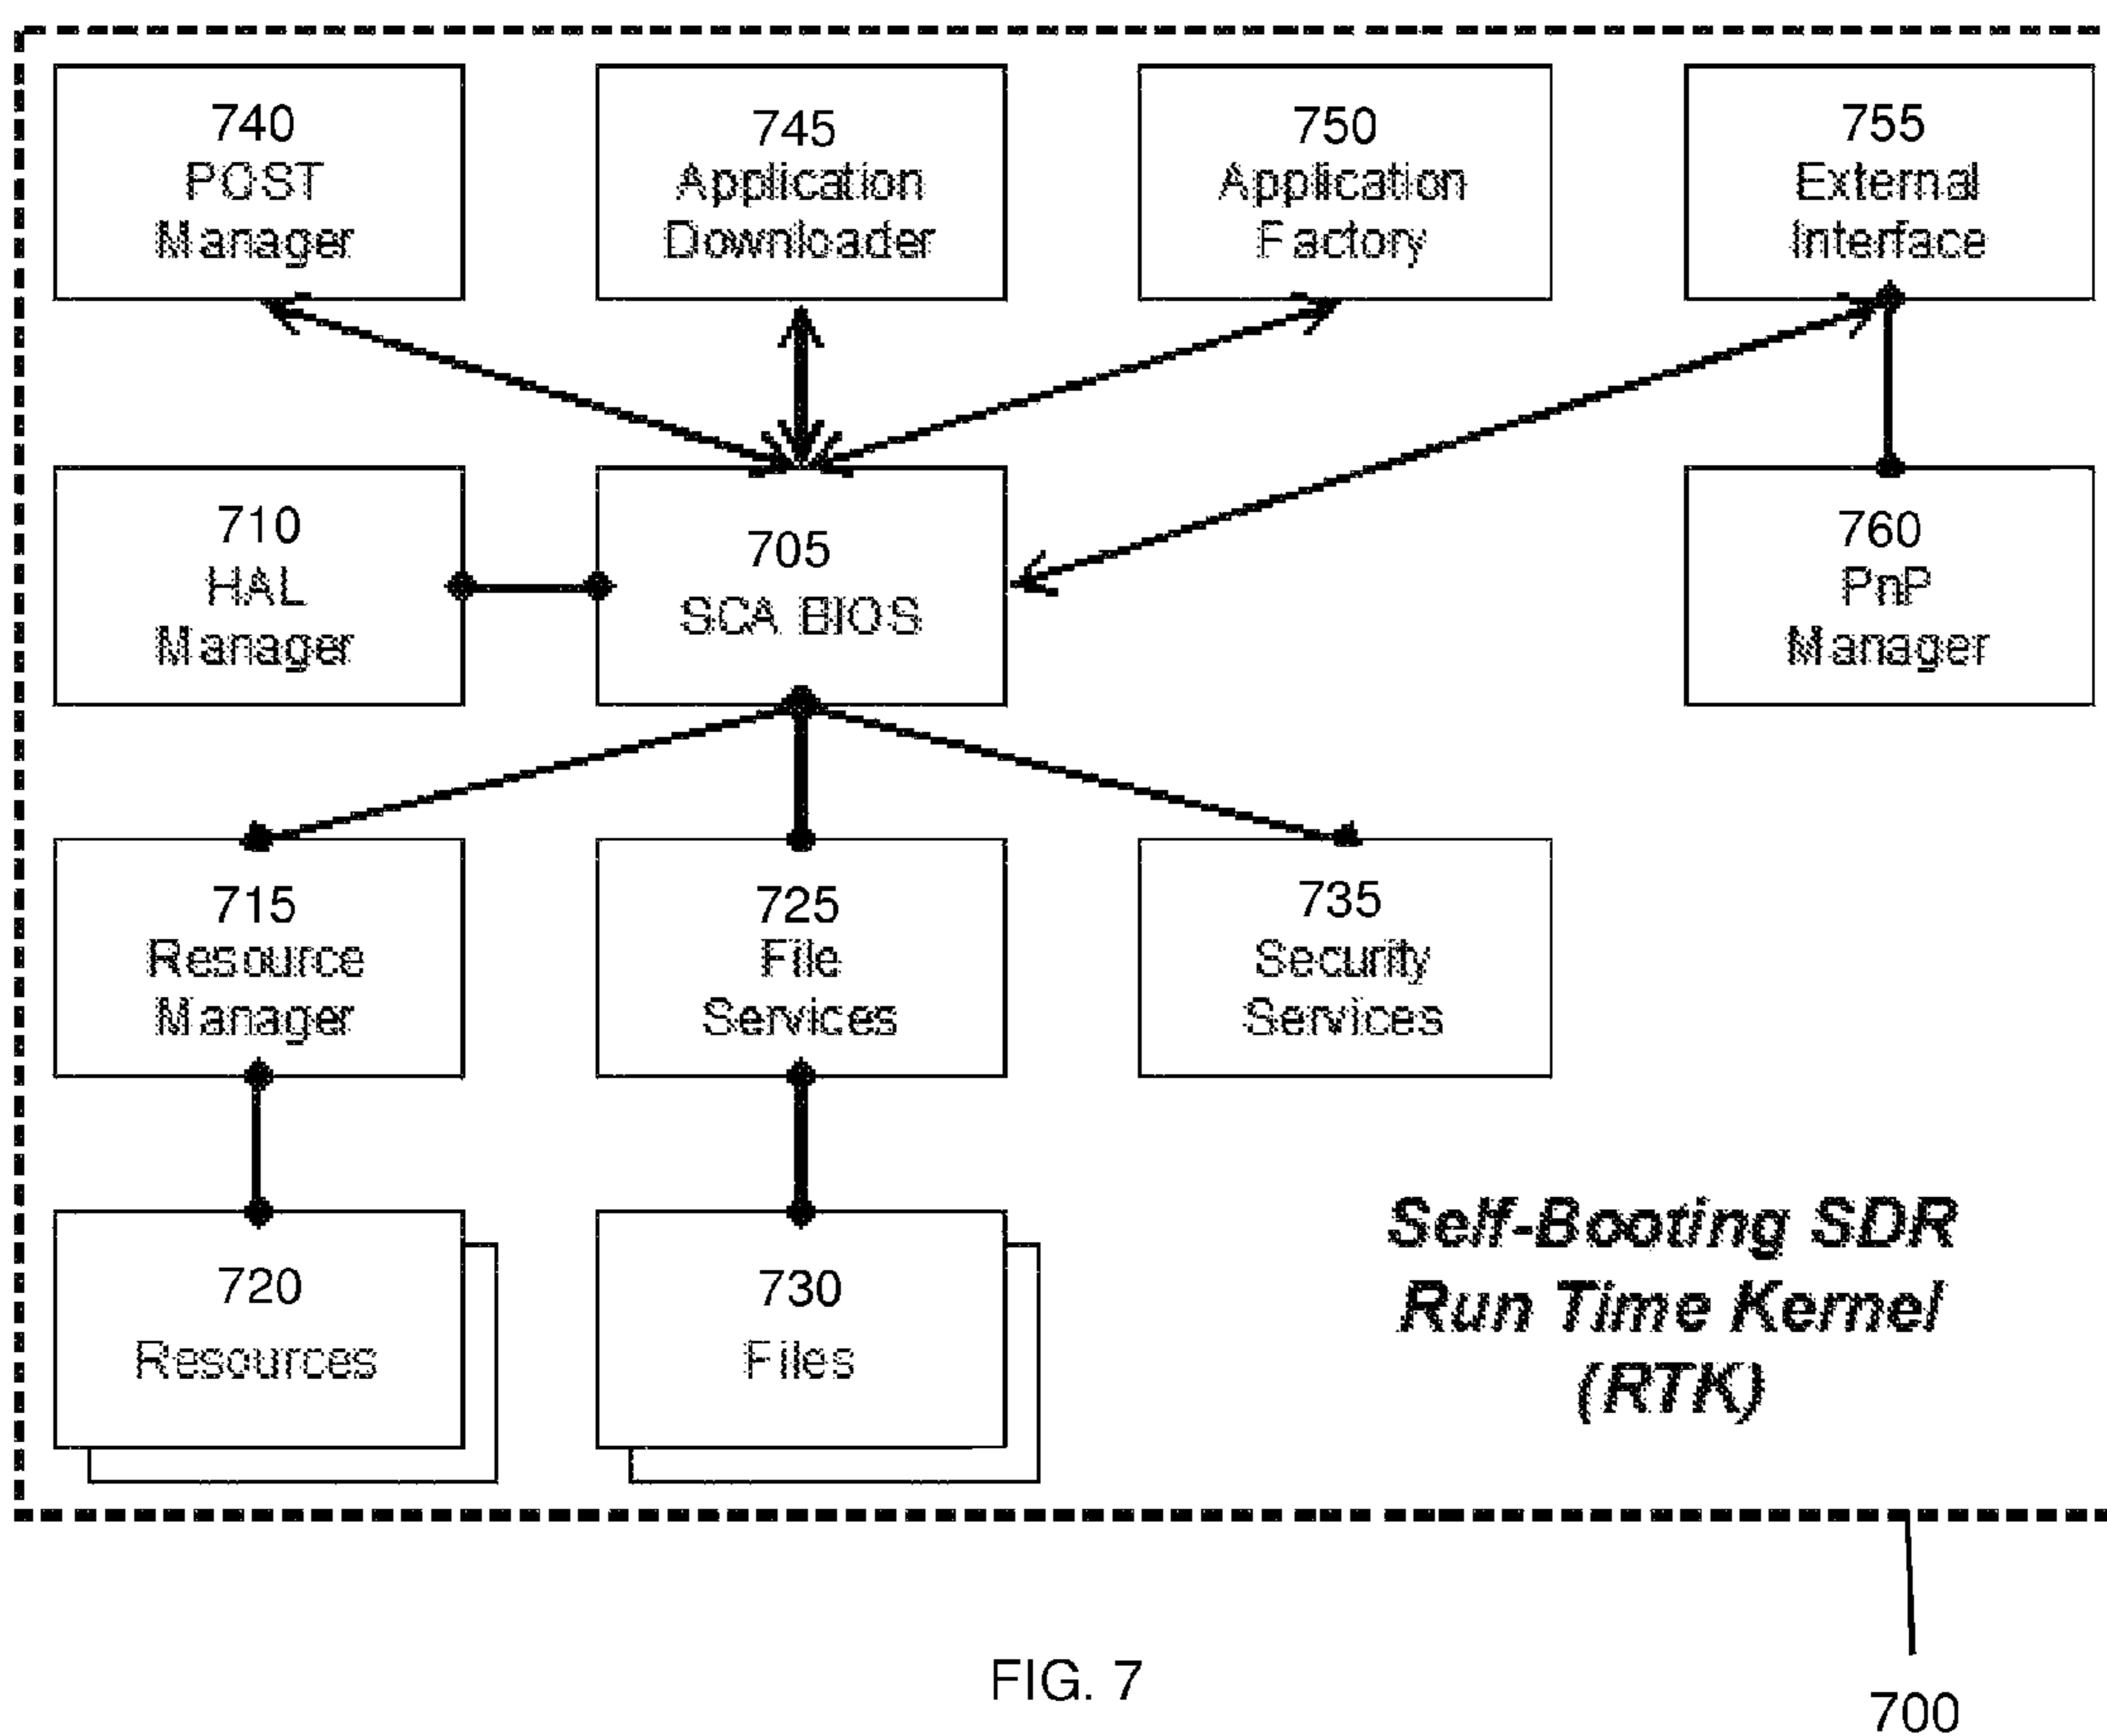 740
POST
Manager
745
Application
Downloader
750
Application
Factory
755
External
Interface
710
HAL
Manager
705
SCA BIOS
760
PnP
Manager
715
Resource
Manager
725
File
Services
735
Security
Services
720
Resources
730
Files
Self-Booting SDR
Run Time Kernel
(RTK)
FIG. 7
700